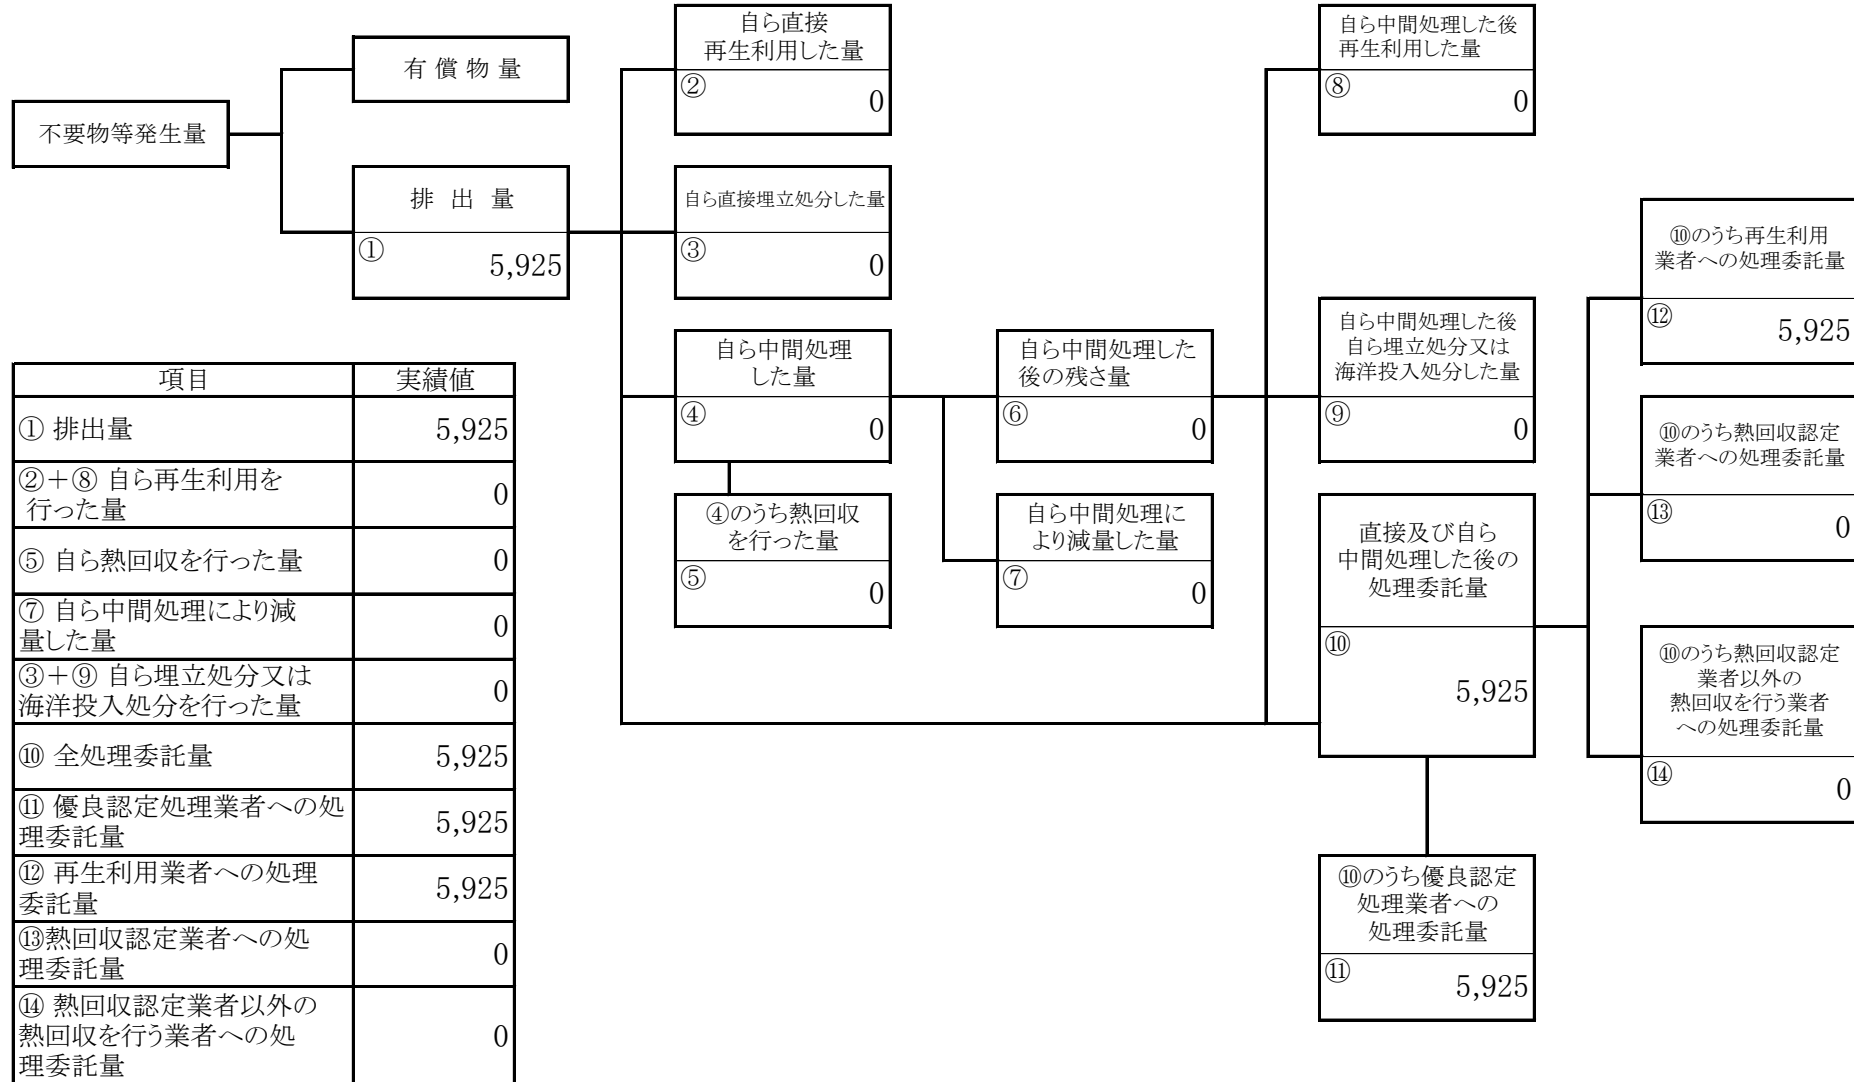 不要物等発生量
有 償 物 量
排 出 量
①
5,925
自ら直接
再生利用した量
②
0
自ら直接埋立処分した量
③
0
自ら中間処理
した量
④
0
④のうち熱回収
を行った量
⑤
0
自ら中間処理した
後の残さ量
⑥
0
自ら中間処理に
より減量した量
⑦
0
自ら中間処理した後
再生利用した量
⑧
0
自ら中間処理した後
自ら埋立処分又は
海洋投入処分した量
⑨
0
直接及び自ら
中間処理した後の
処理委託量
⑩
5,925
⑩のうち優良認定
処理業者への
処理委託量
⑪
5,925
⑩のうち再生利用
業者への処理委託量
⑫
5,925
⑩のうち熱回収認定
業者への処理委託量
⑬
0
⑩のうち熱回収認定
業者以外の
熱回収を行う業者
への処理委託量
⑭
0
項目 実績値
① 排出量 5,925
②+⑧ 自ら再生利用を
行った量 0
⑤ 自ら熱回収を行った量 0
⑦ 自ら中間処理により減
量した量 0
③+⑨ 自ら埋立処分又は
海洋投入処分を行った量 0
⑩ 全処理委託量 5,925
⑪ 優良認定処理業者への処
理委託量 5,925
⑫ 再生利用業者への処理
委託量 5,925
⑬熱回収認定業者への処
理委託量 0
⑭ 熱回収認定業者以外の
熱回収を行う業者への処
理委託量 0